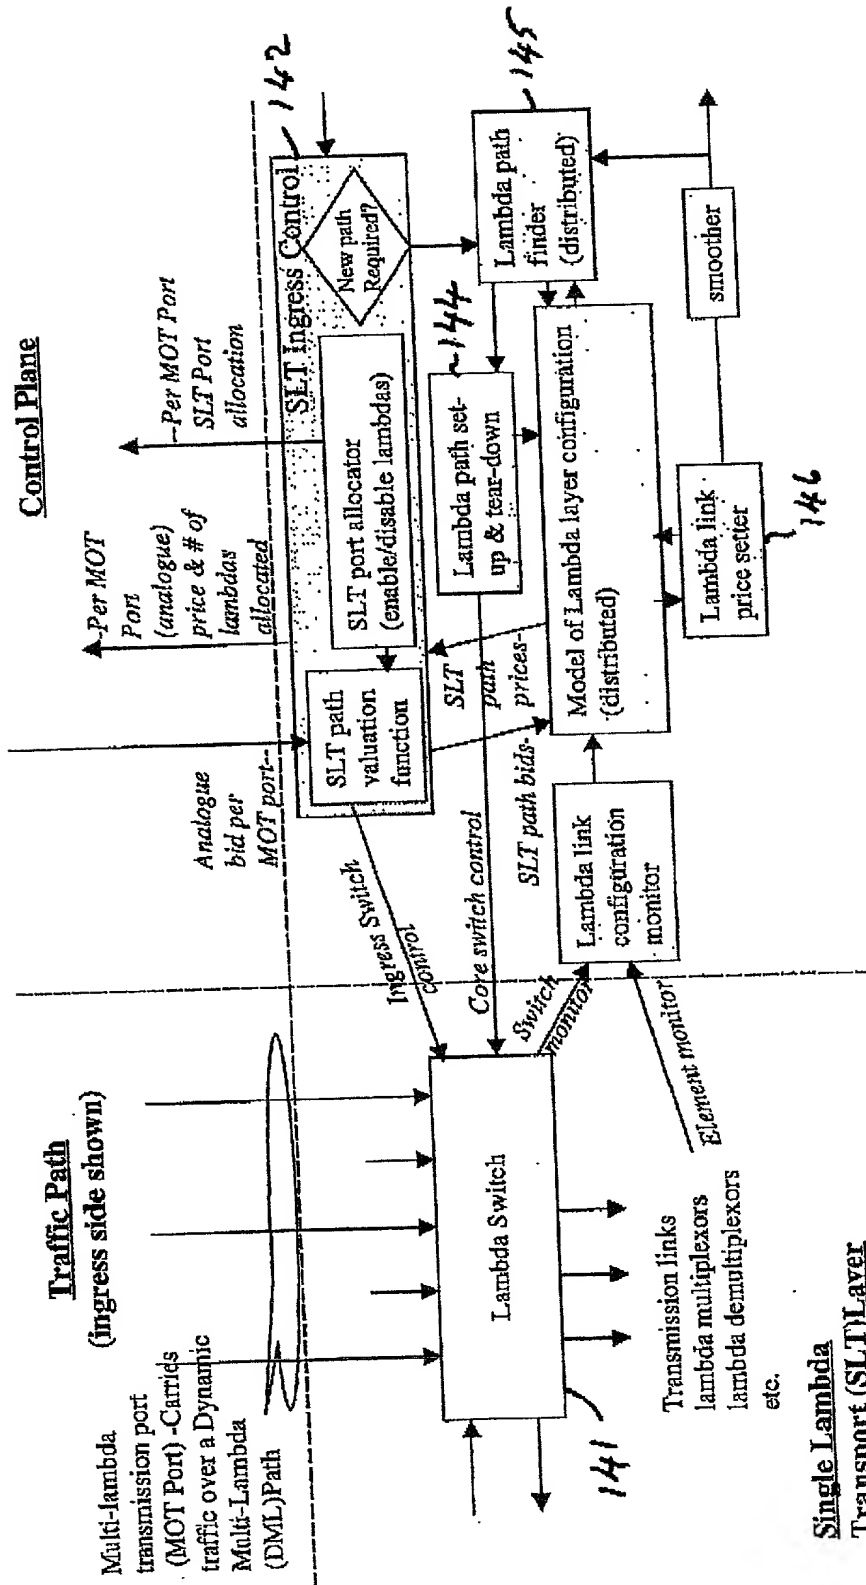 Traffic Path
(ingress side shown)
Control Plane
Multi-lambda
transmission port
(MOT Port) -Carries
traffic over a Dynamic
Multi-Lambda
(DML)Path
Analogue
bid per
MOT port--
-Per MOT
Port
(analogue)
price & # of
lambdas
allocated
--Per MOT Port
SLT Port
allocation
142
SLT Ingress Control
SLT path
valuation
function
SLT port allocator
(enable/disable lambdas)
New path
Required?
Ingress Switch
control
Core switch control
SLT
path
prices-
SLT path bids-
144
Lambda path set-
up & tear-down
145
Lambda path
finder
(distributed)
Lambda Switch
141
Switch
monitor
Element monitor
Lambda link
configuration
monitor
Model of Lambda layer configuration
(distributed)
Lambda link
price setter
146
smoother
Transmission links
lambda multiplexors
lambda demultiplexors
etc.
Single Lambda
Transport (SLT)Layer